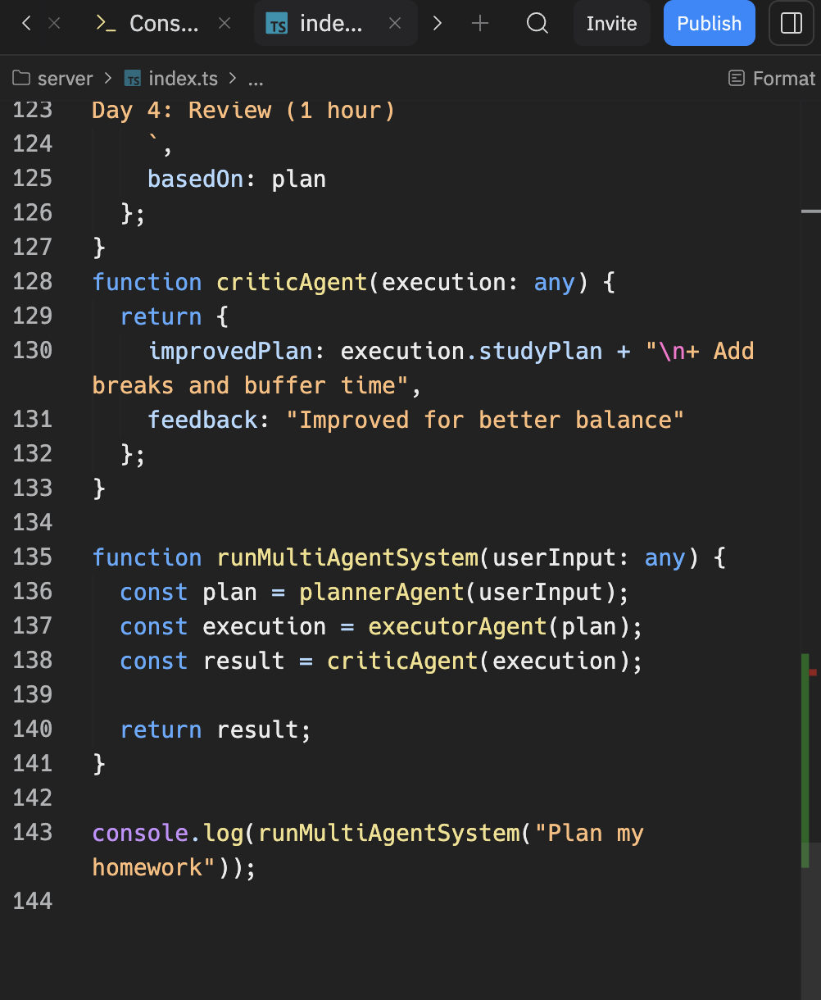 Cons...
TS inde...
Invite
Publish
server > TS index.ts > ...
Format
123 Day 4: Review (1 hour)
124 `,
125 basedOn: plan
126 };
127 }
128 function criticAgent(execution: any) {
129 return {
130 improvedPlan: execution.studyPlan + "\n+ Add
breaks and buffer time",
131 feedback: "Improved for better balance"
132 };
133 }
134
135 function runMultiAgentSystem(userInput: any) {
136 const plan = plannerAgent(userInput);
137 const execution = executorAgent(plan);
138 const result = criticAgent(execution);
139
140 return result;
141 }
142
143 console.log(runMultiAgentSystem("Plan my
homework"));
144